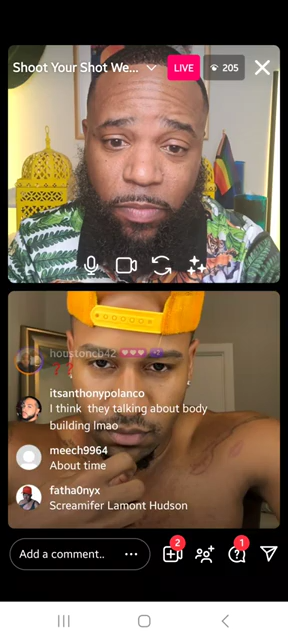 Shoot Your Shot We...
LIVE
205
houstoncb42
itsanthonypolanco
I think they talking about body
building lmao
meech9964
About time
fatha0nyx
Screamifer Lamont Hudson
Add a comment..
2
1